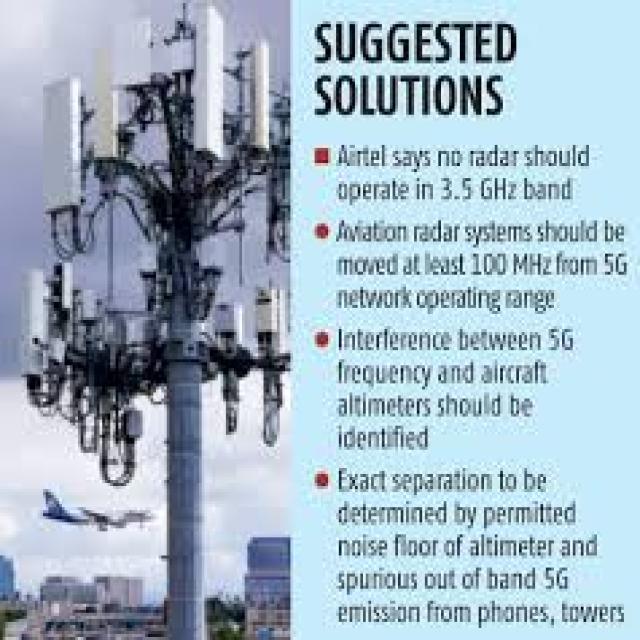 SUGGESTED
SOLUTIONS
Airtel says no radar should
operate in 3.5 GHz band
Aviation radar systems should be
moved at least 100 MHz from 5G
network operating range
Interference between 5G
frequency and aircraft
altimeters should be
identified
Exact separation to be
determined by permitted
noise floor of altimeter and
spurious out of band 5G
emission from phones, towers